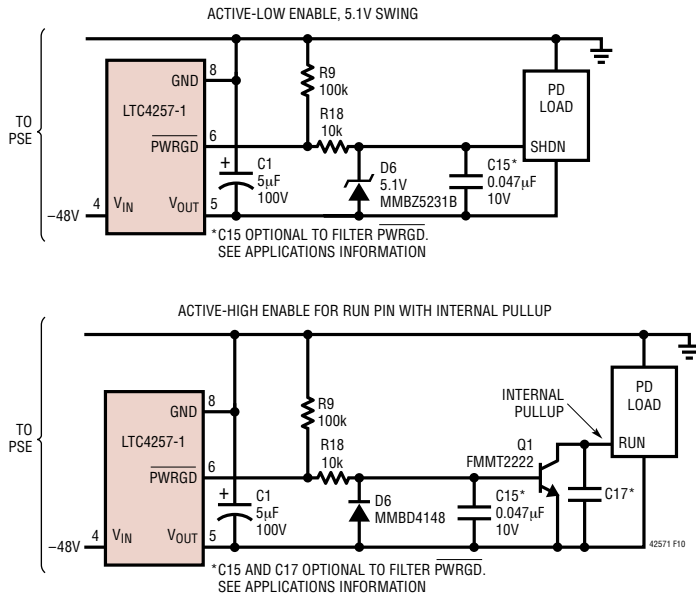 ACTIVE-LOW ENABLE, 5.1V SWING
TO
PSE
GND
8
LTC4257-1
PWRGD
6
–48V
4
VIN
VOUT
5
R9
100k
R18
10k
+
C1
5µF
100V
D6
5.1V
MMBZ5231B
C15*
0.047µF
10V
PD
LOAD
SHDN
*C15 OPTIONAL TO FILTER PWRGD.
SEE APPLICATIONS INFORMATION
ACTIVE-HIGH ENABLE FOR RUN PIN WITH INTERNAL PULLUP
TO
PSE
GND
8
LTC4257-1
PWRGD
6
–48V
4
VIN
VOUT
5
R9
100k
R18
10k
+
C1
5µF
100V
D6
MMBD4148
C15*
0.047µF
10V
Q1
FMMT2222
INTERNAL
PULLUP
C17*
PD
LOAD
RUN
42571 F10
*C15 AND C17 OPTIONAL TO FILTER PWRGD.
SEE APPLICATIONS INFORMATION